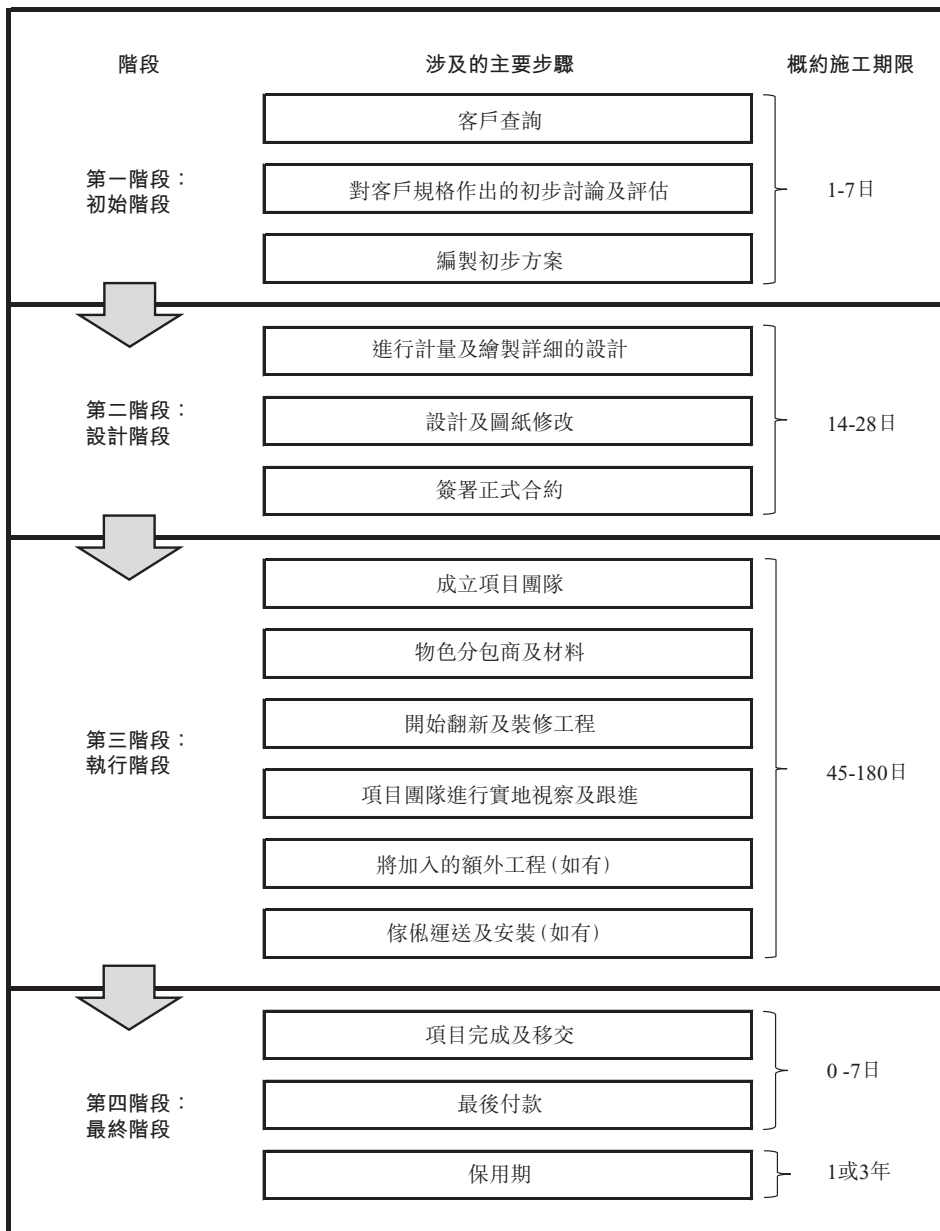 階段 涉及的主要步驟 概約施工期限
客戶查詢
第一階段：
初始階段
對客戶規格作出的初步討論及評估
1-7日
編製初步方案
進行計量及繪製詳細的設計
第二階段：
設計階段
設計及圖紙修改
14-28日
簽署正式合約
成立項目團隊
物色分包商及材料
開始翻新及裝修工程
第三階段：
執行階段
45-180日
項目團隊進行實地視察及跟進
將加入的額外工程(如有)
傢俬運送及安裝(如有)
項目完成及移交
0 -7日
第四階段：
最終階段
最後付款
保用期
1或3年